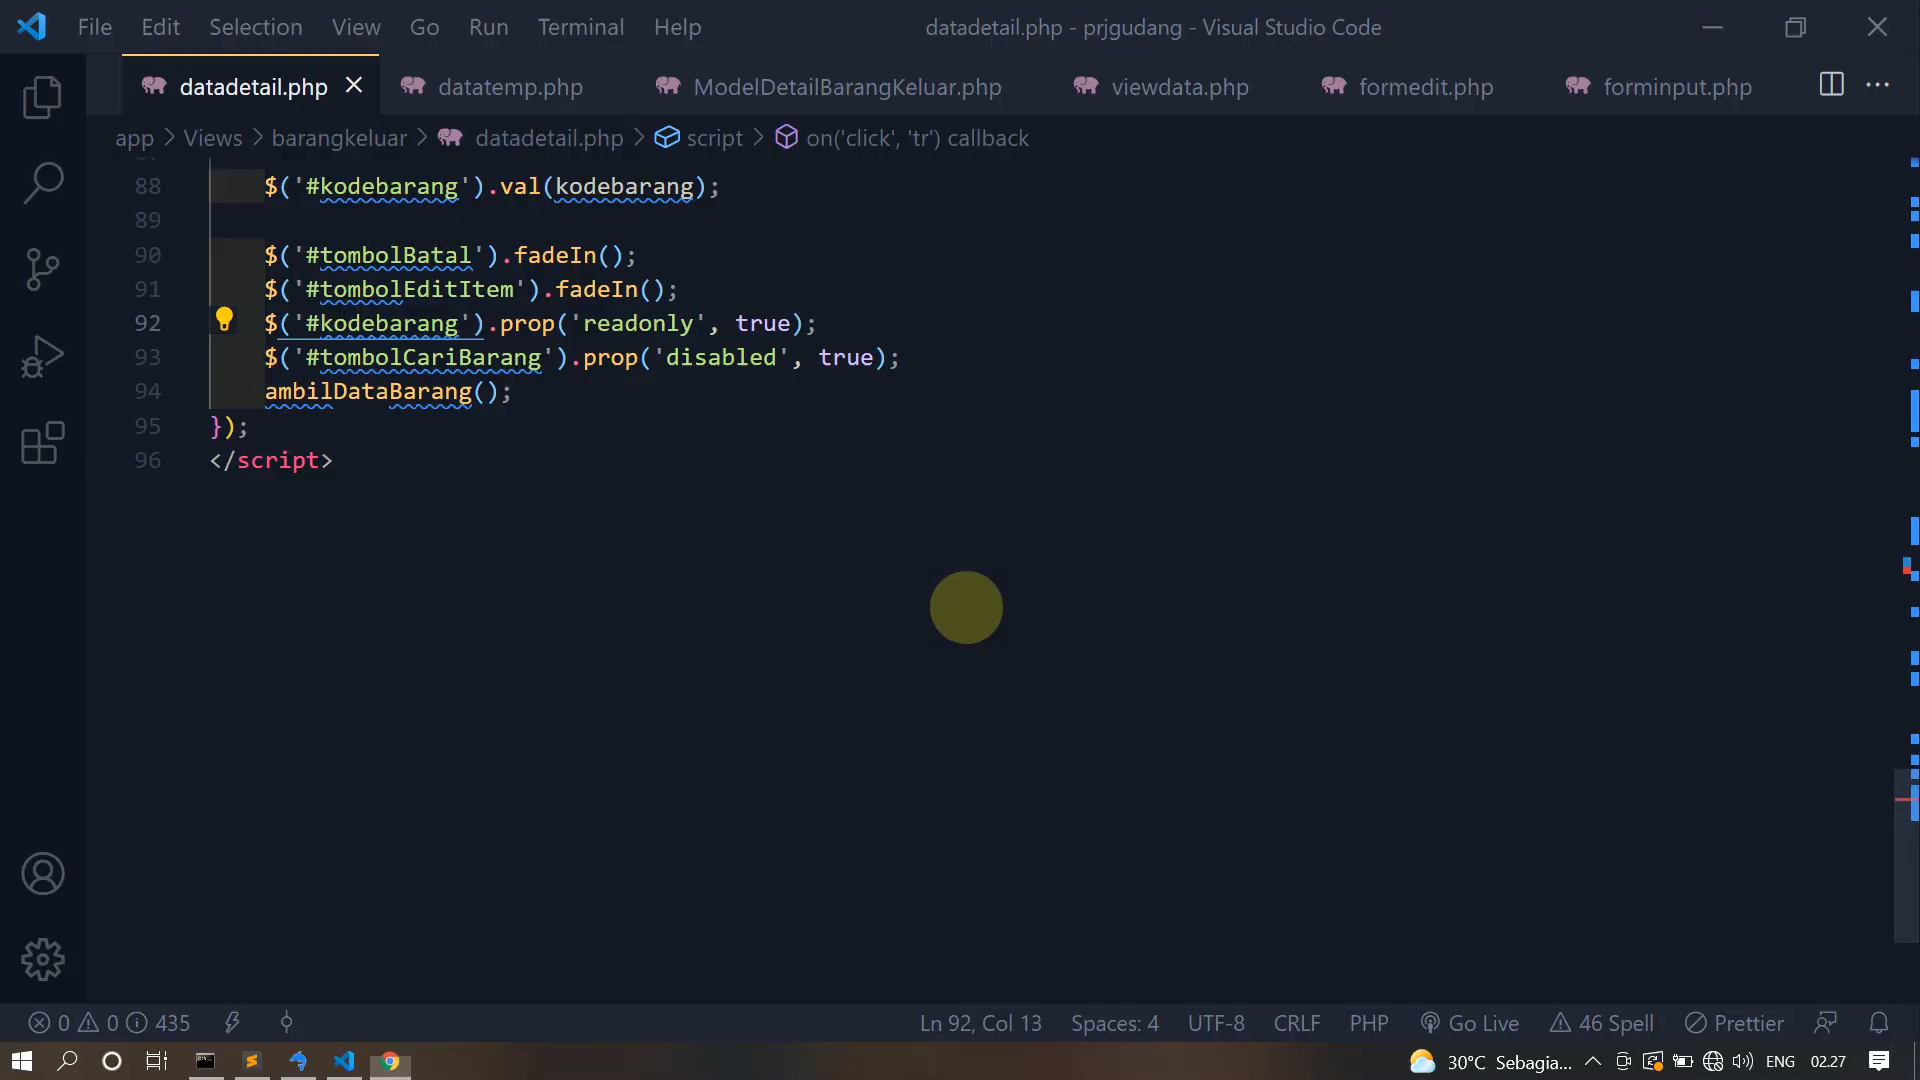 File Edit Selection View Go Run Terminal Help
datadetail.php - prjgudang - Visual Studio Code
datadetail.php datatemp.php ModelDetailBarangKeluar.php viewdata.php formedit.php forminput.php
app > Views > barangkeluar > datadetail.php > script > on('click', 'tr') callback
88 $('#kodebarang').val(kodebarang);
89
90 $('#tombolBatal').fadeIn();
91 $('#tombolEditItem').fadeIn();
92 $('#kodebarang').prop('readonly', true);
93 $('#tombolCariBarang').prop('disabled', true);
94 ambilDataBarang();
95 });
96 </script>
0 0 435 Ln 92, Col 13 Spaces: 4 UTF-8 CRLF PHP Go Live 46 Spell Prettier
30°C Sebagia... ENG 02.27